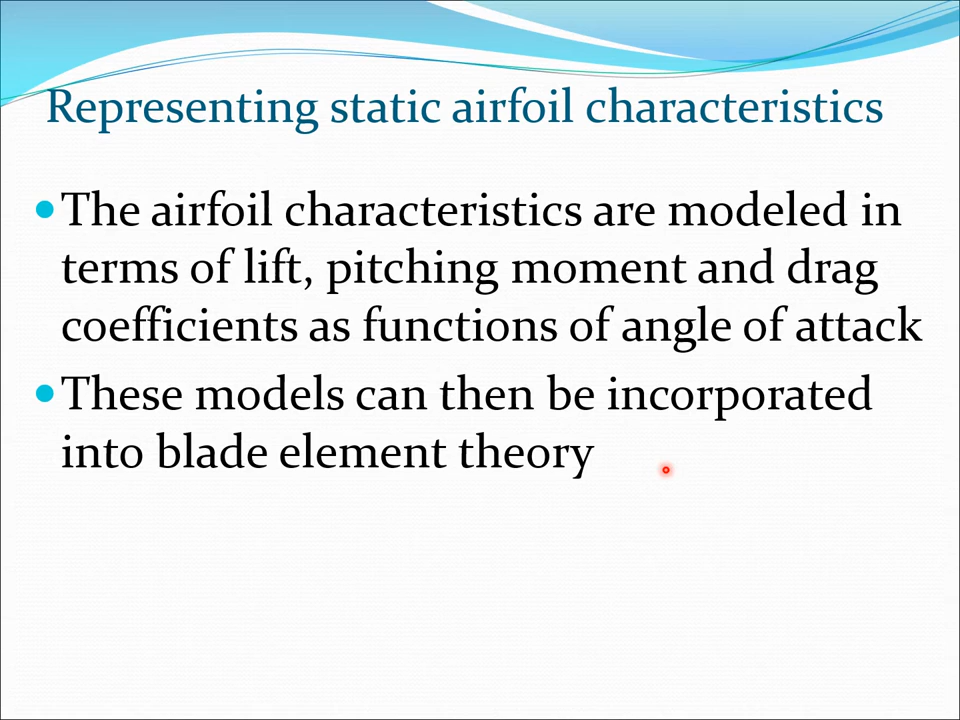 Representing static airfoil characteristics
The airfoil characteristics are modeled in
terms of lift, pitching moment and drag
coefficients as functions of angle of attack
These models can then be incorporated
into blade element theory